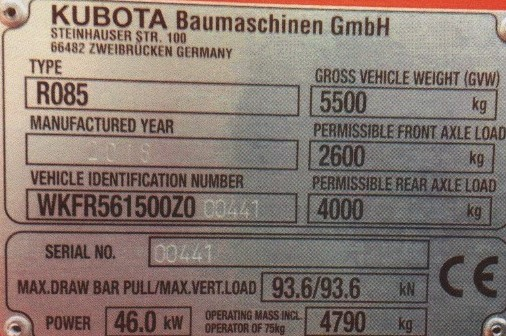 KUBOTA Baumaschinen GmbH
STEINHAUSER STR. 100
66482 ZWEIBRÜCKEN GERMANY
TYPE
R085
GROSS VEHICLE WEIGHT (GVW)
5500 kg
MANUFACTURED YEAR
2016
PERMISSIBLE FRONT AXLE LOAD
2600 kg
VEHICLE IDENTIFICATION NUMBER
WKFR561500Z0 00441
PERMISSIBLE REAR AXLE LOAD
4000 kg
SERIAL NO. 00441
MAX.DRAW BAR PULL/MAX.VERT.LOAD 93.6/93.6 kN
CE
POWER 46.0 kW
OPERATING MASS INCL.
OPERATOR OF 75kg
4790 kg